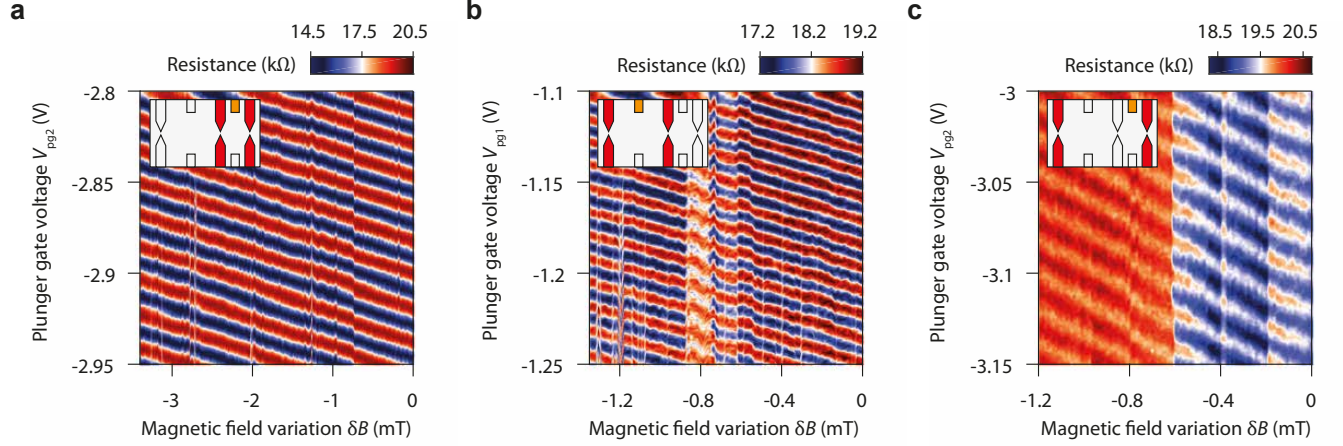 a
14.5 17.5 20.5
Resistance (kΩ)
Plunger gate voltage Vpg2 (V)
-2.8
-2.85
-2.9
-2.95
-3 -2 -1 0
Magnetic field variation δB (mT)
b
17.2 18.2 19.2
Resistance (kΩ)
Plunger gate voltage Vpg1 (V)
-1.1
-1.15
-1.2
-1.25
-1.2 -0.8 -0.4 0
Magnetic field variation δB (mT)
c
18.5 19.5 20.5
Resistance (kΩ)
Plunger gate voltage Vpg2 (V)
-3
-3.05
-3.1
-3.15
-1.2 -0.8 -0.4 0
Magnetic field variation δB (mT)